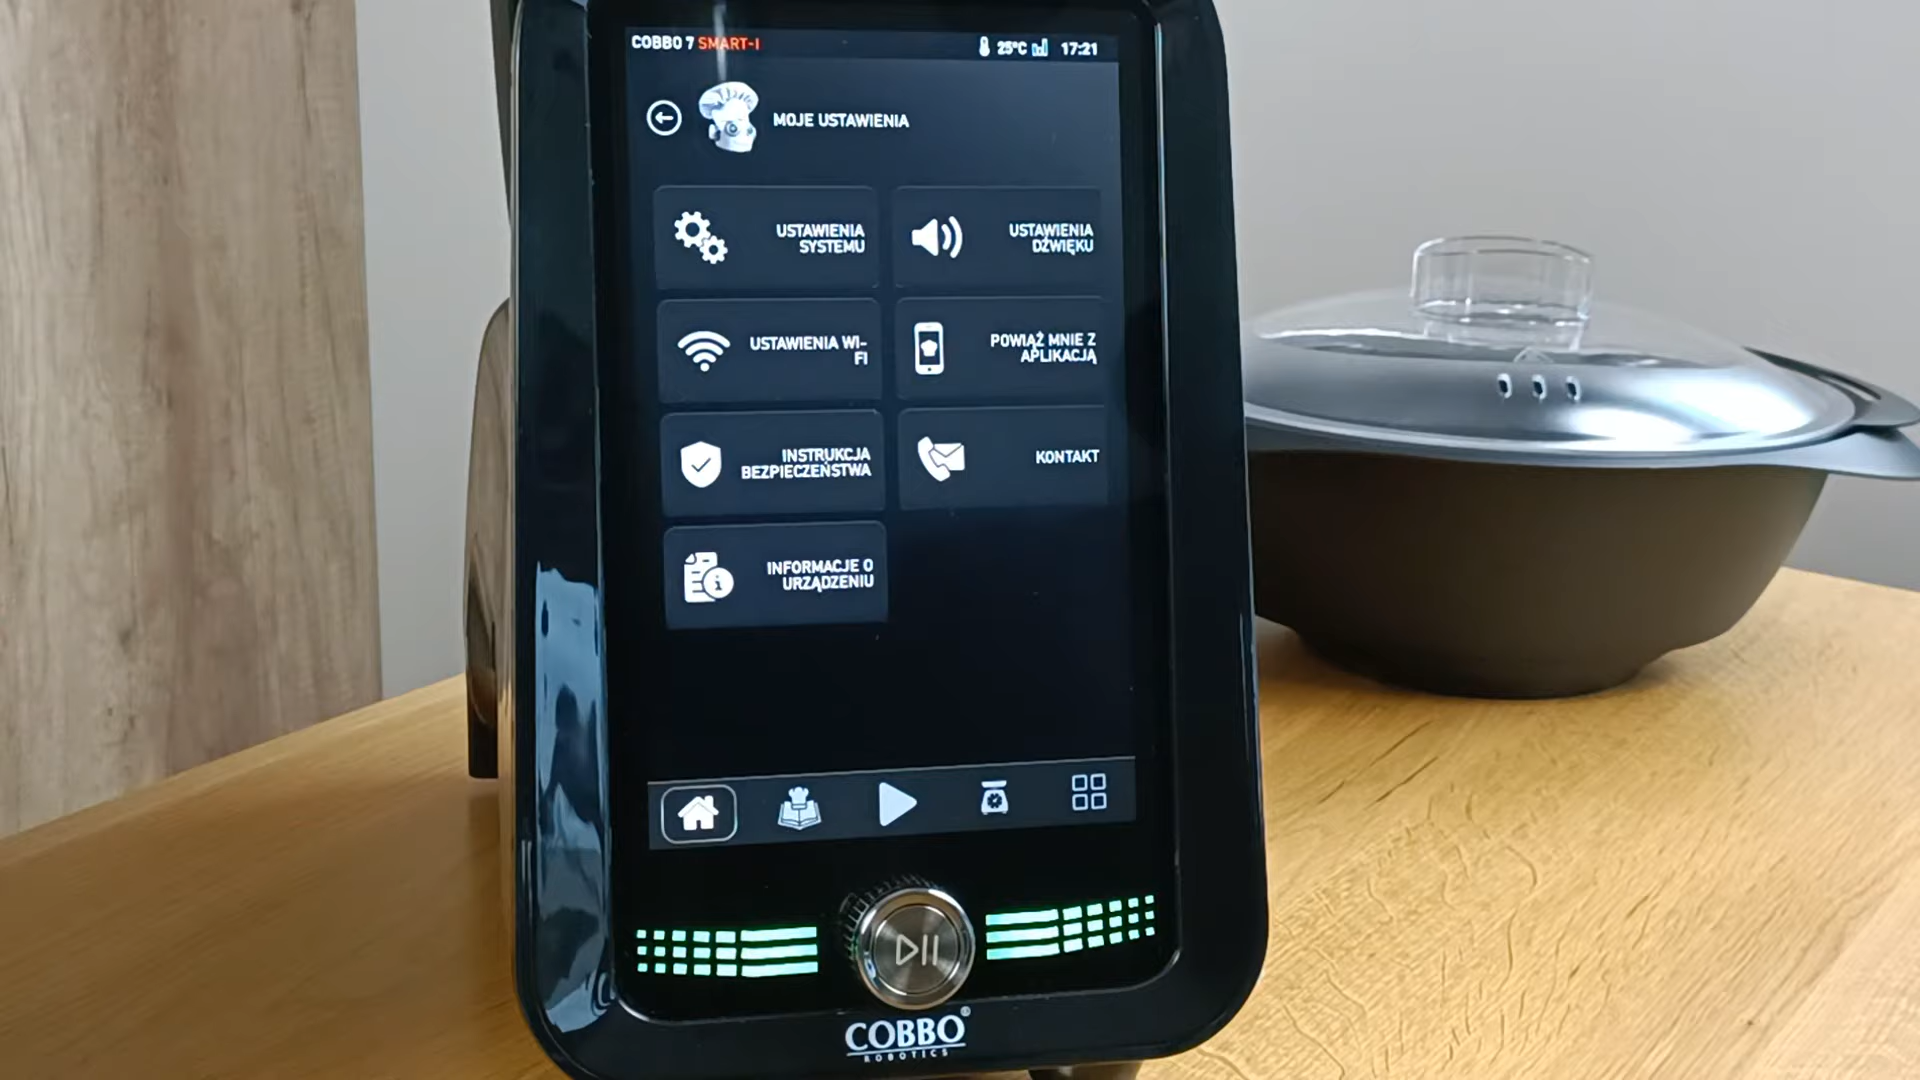 COBBO 7 SMART-I
25°C 17:21
MOJE USTAWIENIA
USTAWIENIA
SYSTEMU
USTAWIENIA
DŹWIĘKU
USTAWIENIA WI-
FI
POWIĄŻ MNIE Z
APLIKACJĄ
INSTRUKCJA
BEZPIECZEŃSTWA
KONTAKT
INFORMACJE O
URZĄDZENIU
COBBO®
ROBOTICS